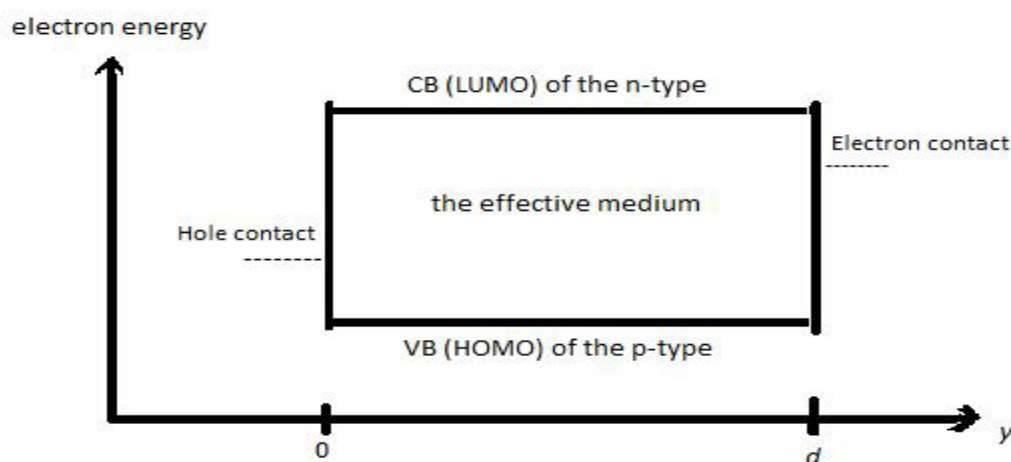 electron energy
CB (LUMO) of the n-type
Electron contact
the effective medium
Hole contact
VB (HOMO) of the p-type
0
d
y